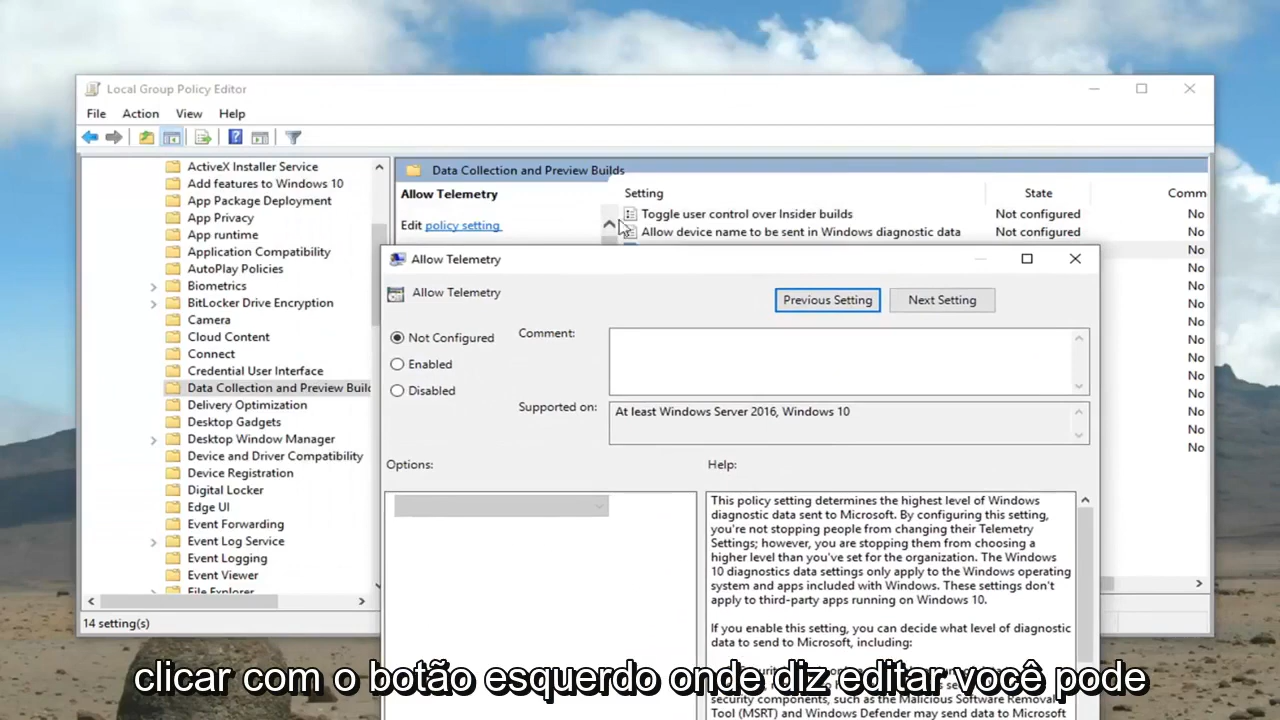 Local Group Policy Editor
File Action View Help
ActiveX Installer Service
Add features to Windows 10
App Package Deployment
App Privacy
App runtime
Application Compatibility
AutoPlay Policies
Biometrics
BitLocker Drive Encryption
Camera
Cloud Content
Connect
Credential User Interface
Data Collection and Preview Builc
Delivery Optimization
Desktop Gadgets
Desktop Window Manager
Device and Driver Compatibility
Device Registration
Digital Locker
Edge UI
Event Forwarding
Event Log Service
Event Logging
Event Viewer
File Explorer
14 setting(s)
Data Collection and Preview Builds
Allow Telemetry
Edit policy setting
Setting State Comm
Toggle user control over Insider builds Not configured No
Allow device name to be sent in Windows diagnostic data Not configured No
No
No
No
No
No
No
No
No
No
No
No
No
Allow Telemetry
Allow Telemetry
Previous Setting Next Setting
Not Configured
Enabled
Disabled
Comment:
Supported on:
At least Windows Server 2016, Windows 10
Options:
Help:
This policy setting determines the highest level of Windows
diagnostic data sent to Microsoft. By configuring this setting,
you're not stopping people from changing their Telemetry
Settings; however, you are stopping them from choosing a
higher level than you've set for the organization. The Windows
10 diagnostics data settings only apply to the Windows operating
system and apps included with Windows. These settings don't
apply to third-party apps running on Windows 10.
If you enable this setting, you can decide what level of diagnostic
data to send to Microsoft, including:
security components, such as the Malicious Software Removal
Tool (MSRT) and Windows Defender may send data to Microsoft
clicar com o botão esquerdo onde diz editar você pode